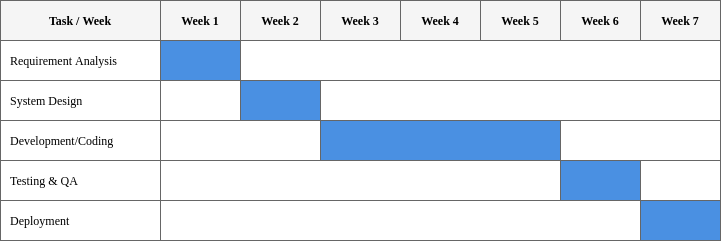 Task / Week Week 1 Week 2 Week 3 Week 4 Week 5 Week 6 Week 7
Requirement Analysis
System Design
Development/Coding
Testing & QA
Deployment